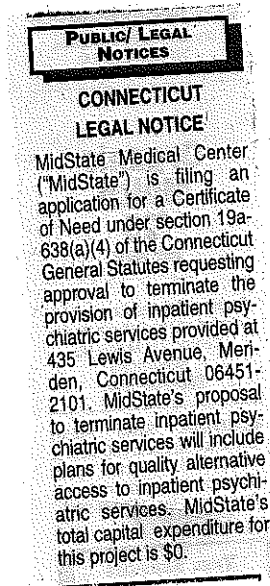 PUBLIC/ LEGAL
NOTICES
CONNECTICUT
LEGAL NOTICE
MidState Medical Center
("MidState") is filing an
application for a Certificate
of Need under section 19a-
638(a)(4) of the Connecticut
General Statutes requesting
approval to terminate the
provision of inpatient psy-
chiatric services provided at
435 Lewis Avenue, Meri-
den, Connecticut 06451-
2101. MidState's proposal
to terminate inpatient psy-
chiatric services will include
plans for quality alternative
access to inpatient psychi-
atric services. MidState's
total capital expenditure for
this project is $0.